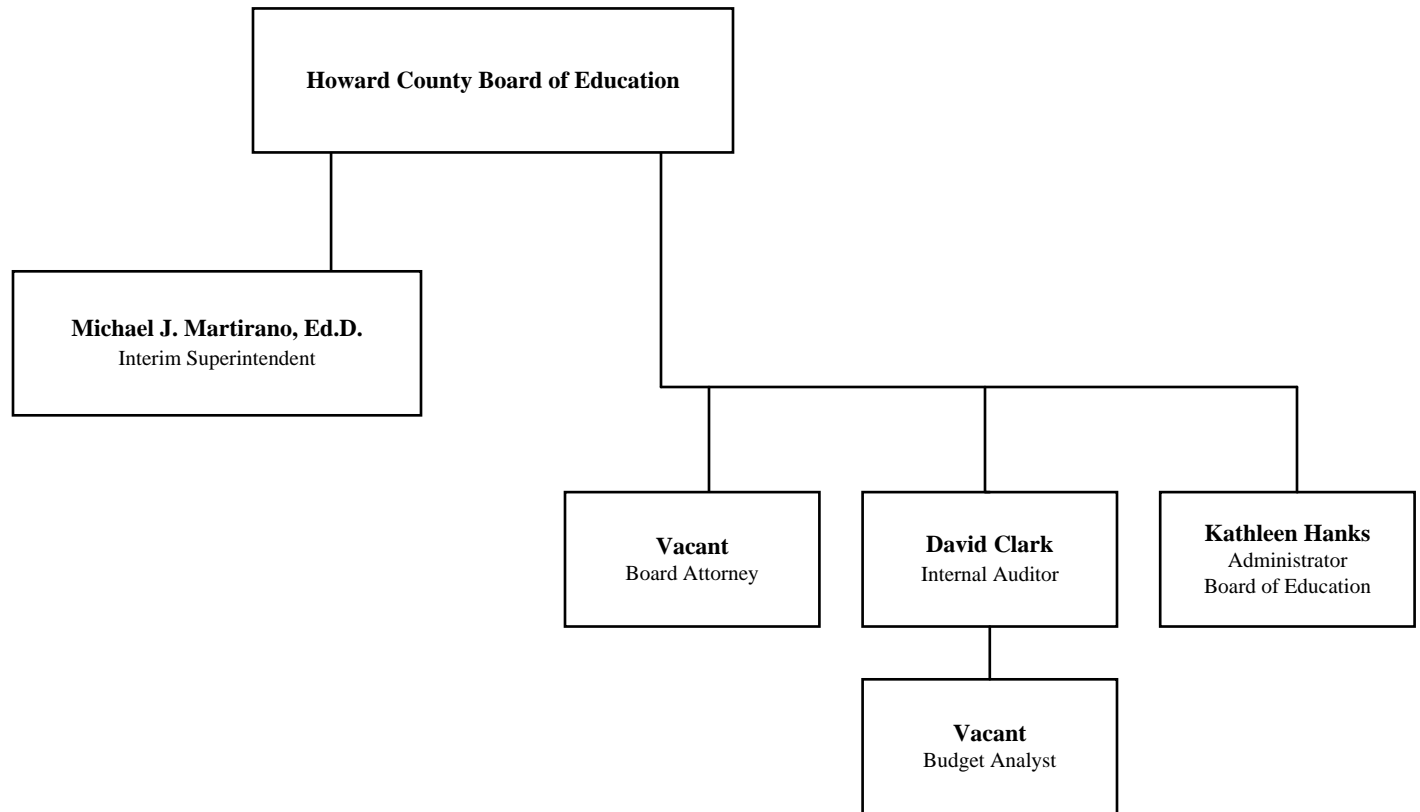 Howard County Board of Education
Michael J. Martirano, Ed.D.
Interim Superintendent
Vacant
Board Attorney
David Clark
Internal Auditor
Kathleen Hanks
Administrator
Board of Education
Vacant
Budget Analyst